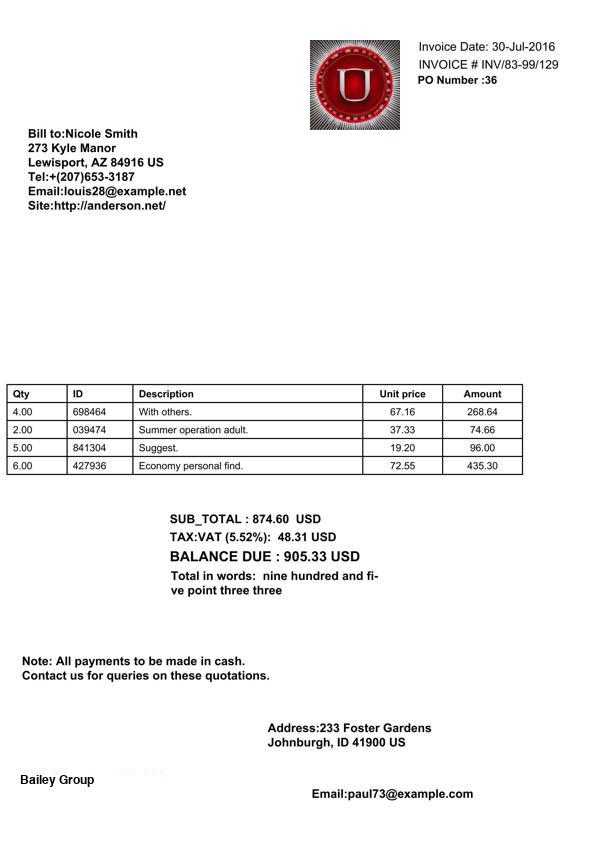 U
Invoice Date: 30-Jul-2016
INVOICE # INV/83-99/129
PO Number :36
Bill to:Nicole Smith
273 Kyle Manor
Lewisport, AZ 84916 US
Tel:+(207)653-3187
Email:louis28@example.net
Site:http://anderson.net/
Qty ID Description Unit price Amount
4.00 698464 With others. 67.16 268.64
2.00 039474 Summer operation adult. 37.33 74.66
5.00 841304 Suggest. 19.20 96.00
6.00 427936 Economy personal find. 72.55 435.30
SUB_TOTAL : 874.60 USD
TAX:VAT (5.52%): 48.31 USD
BALANCE DUE : 905.33 USD
Total in words: nine hundred and fi-
ve point three three
Note: All payments to be made in cash.
Contact us for queries on these quotations.
Address:233 Foster Gardens
Johnburgh, ID 41900 US
Bailey Group
Email:paul73@example.com